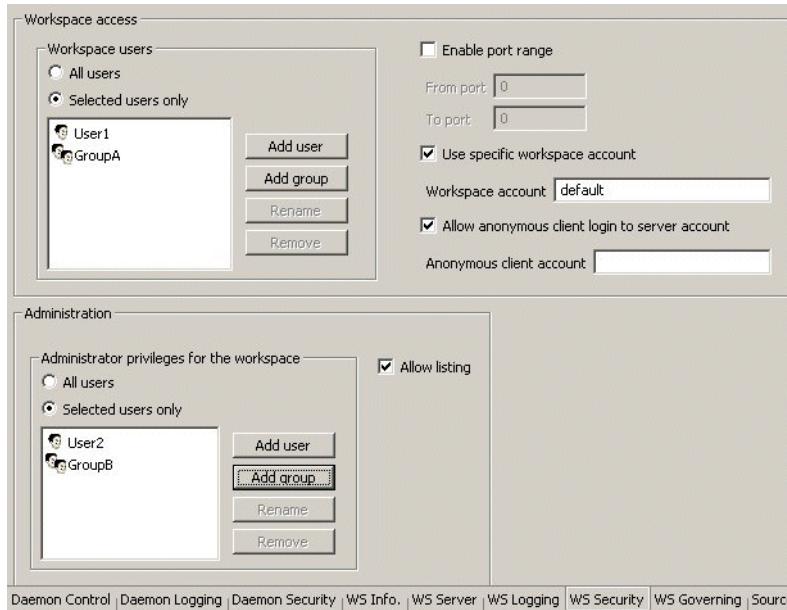 Workspace access
Workspace users
All users
Selected users only
User1
GroupA
Add user
Add group
Rename
Remove
Enable port range
From port 0
To port 0
Use specific workspace account
Workspace account default
Allow anonymous client login to server account
Anonymous client account
Administration
Administrator privileges for the workspace
All users
Selected users only
User2
GroupB
Add user
Add group
Rename
Remove
Allow listing
Daemon Control Daemon Logging Daemon Security WS Info. WS Server WS Logging WS Security WS Governing Sourc